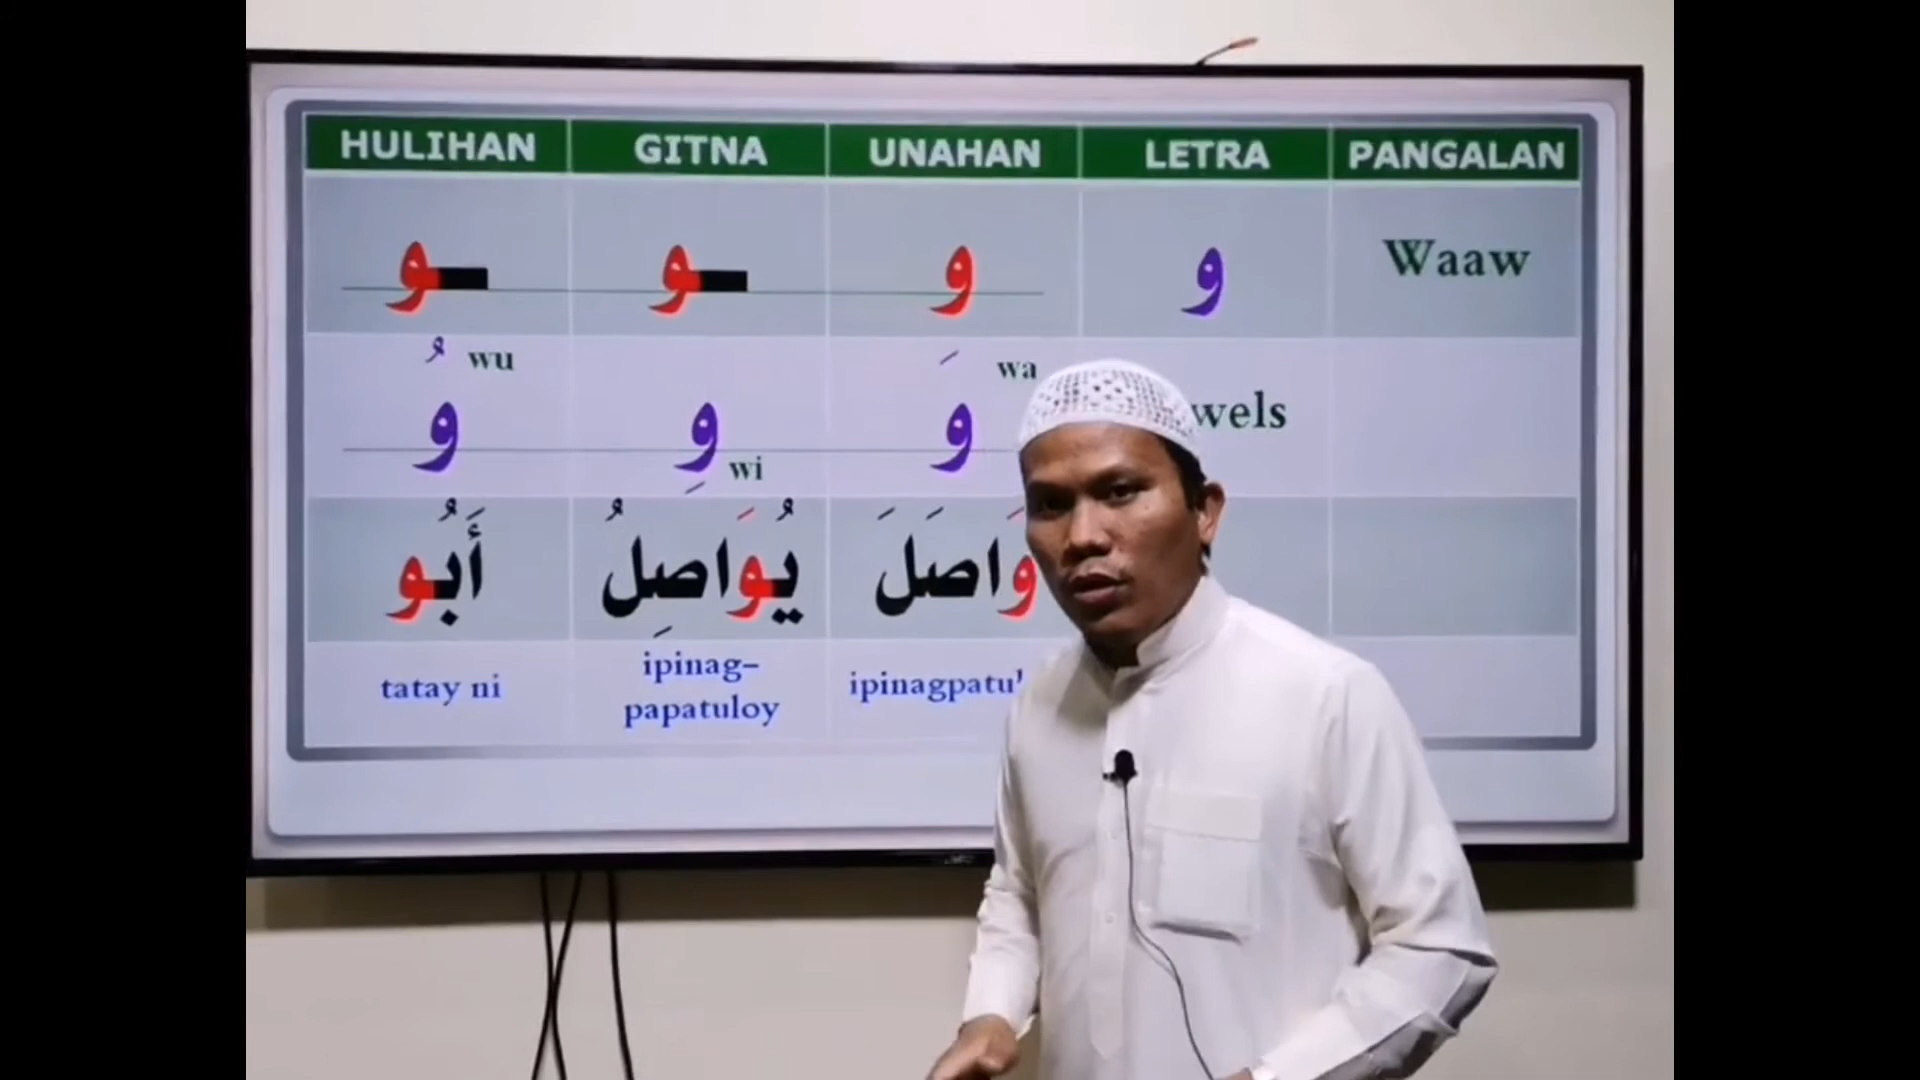 HULIHAN GITNA UNAHAN LETRA PANGALAN
ـو ـو و و Waaw
وُ wu وِ wi وَ wa wels
أَبُو يُوَاصِلُ وَاصَلَ
tatay ni ipinag-papatuloy ipinagpatu